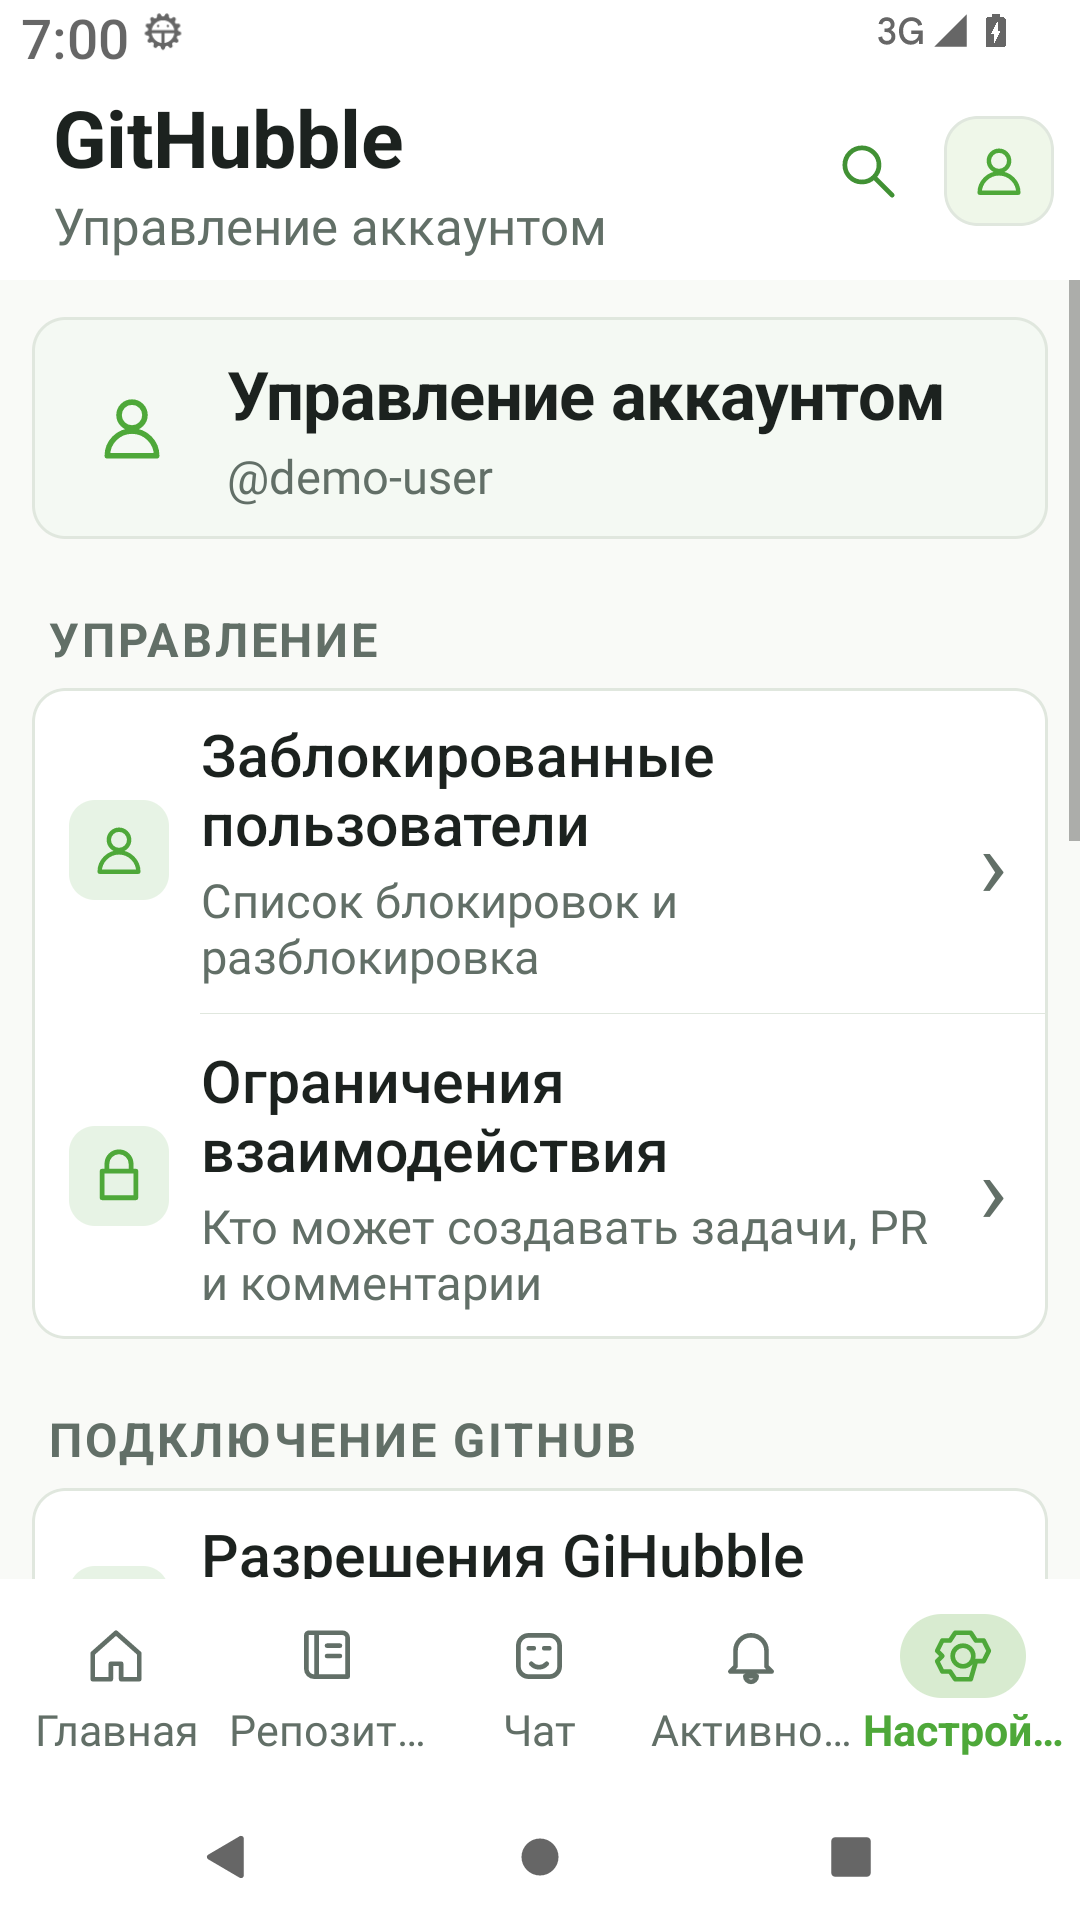 7:00
3G
GitHubble
Управление аккаунтом
Управление аккаунтом
@demo-user
УПРАВЛЕНИЕ
Заблокированные
пользователи
Список блокировок и
разблокировка
Ограничения
взаимодействия
Кто может создавать задачи, PR
и комментарии
ПОДКЛЮЧЕНИЕ GITHUB
Разрешения GiHubble
Главная
Репозит...
Чат
Активно...
Настрой...